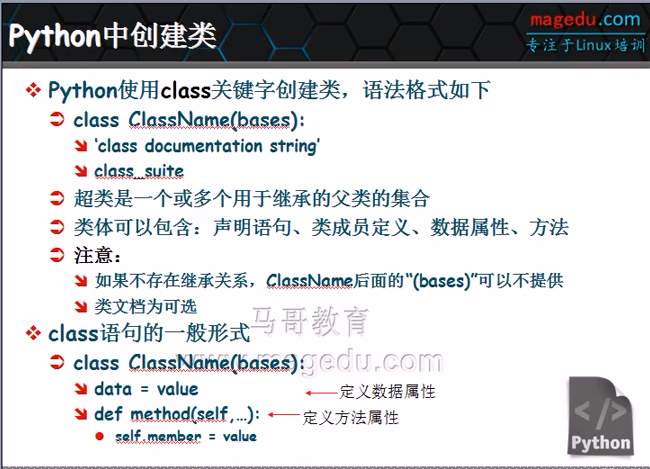 Python中创建类
magedu.com
专注于Linux培训
Python使用class关键字创建类，语法格式如下
class ClassName(bases):
‘class documentation string’
class_suite
超类是一个或多个用于继承的父类的集合
类体可以包含：声明语句、类成员定义、数据属性、方法
注意：
如果不存在继承关系，ClassName后面的“(bases)”可以不提供
类文档为可选
马哥教育
class语句的一般形式
www.magedu.com
class ClassName(bases):
data = value
定义数据属性
def method(self,…):
定义方法属性
self.member = value
</>
Python